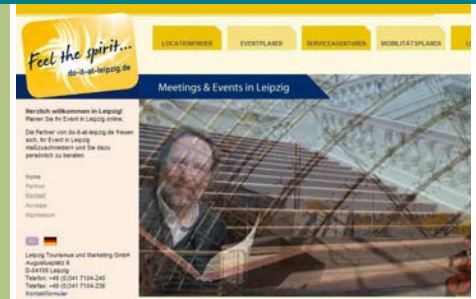 Feel the spirit...
do-it-at-leipzig.de
LOCATIONFINDER
EVENTPLANER
SERVICEAGENTUREN
MOBILITÄTSPLANER
Meetings & Events in Leipzig
Herzlich willkommen in Leipzig!
Planen Sie Ihr Event in Leipzig online.
Die Partner von do-it-at-leipzig.de freuen
sich, Ihr Event in Leipzig
maßzuschneidern und Sie dazu
persönlich zu beraten.
Home
Partner
Kontakt
Anreise
Impressum
Leipzig Tourismus und Marketing GmbH
Augustusplatz 9
D-04109 Leipzig
Telefon: +49 (0)341 7104-240
Telefax: +49 (0)341 7104-236
Kontaktformular